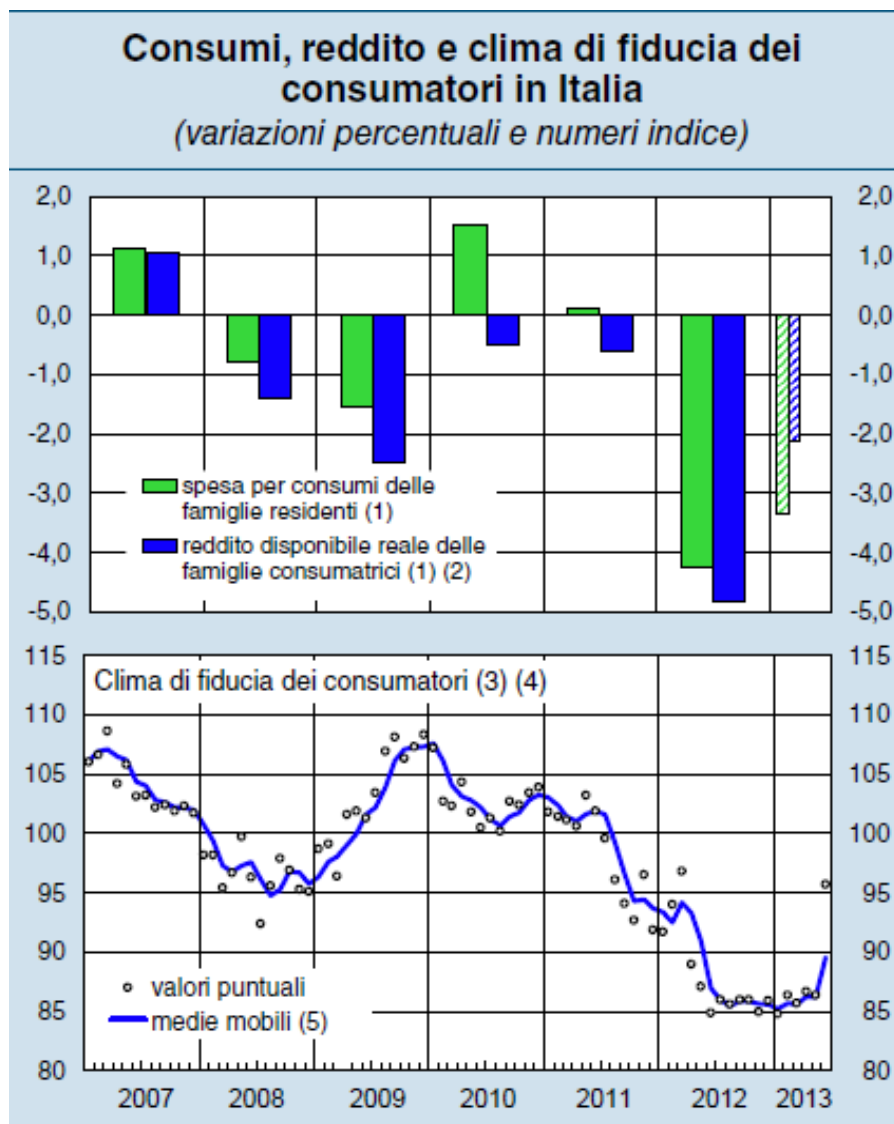 Consumi, reddito e clima di fiducia dei
consumatori in Italia
(variazioni percentuali e numeri indice)
2,0 2,0
1,0 1,0
0,0 0,0
-1,0 -1,0
-2,0 -2,0
spesa per consumi delle
-3,0 -3,0
famiglie residenti (1)
reddito disponibile reale delle
-4,0 -4,0
famiglie consumatrici (1) (2)
-5,0 -5,0
115 115
Clima di fiducia dei consumatori (3) (4)
110 110
105 105
100 100
95 95
90 90
valori puntuali
85 85
medie mobili (5)
80 80
2007 2008 2009 2010 2011 2012 2013